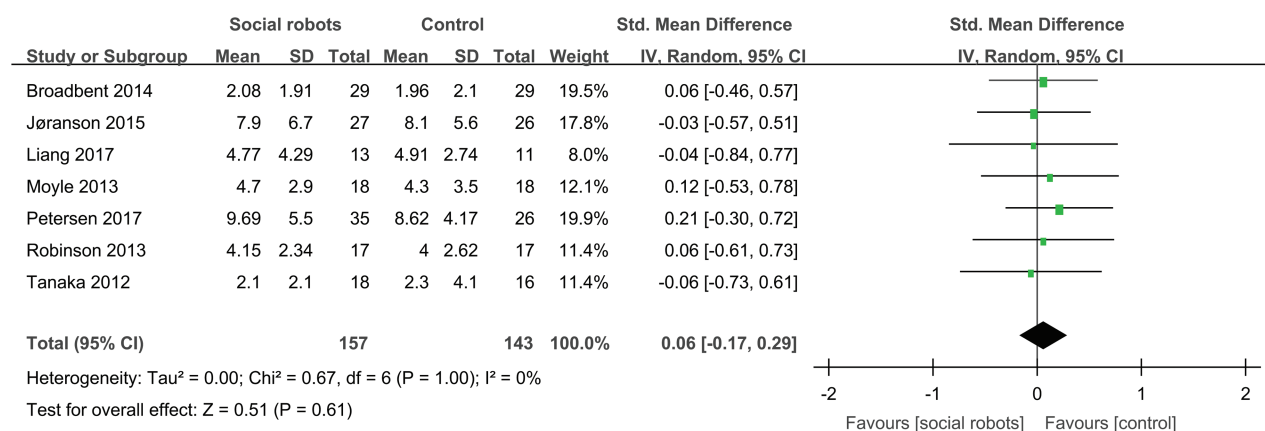 Social robots Control Std. Mean Difference Std. Mean Difference
Study or Subgroup Mean SD Total Mean SD Total Weight IV, Random, 95% CI IV, Random, 95% CI
Broadbent 2014 2.08 1.91 29 1.96 2.1 29 19.5% 0.06 [-0.46, 0.57]
Jøranson 2015 7.9 6.7 27 8.1 5.6 26 17.8% -0.03 [-0.57, 0.51]
Liang 2017 4.77 4.29 13 4.91 2.74 11 8.0% -0.04 [-0.84, 0.77]
Moyle 2013 4.7 2.9 18 4.3 3.5 18 12.1% 0.12 [-0.53, 0.78]
Petersen 2017 9.69 5.5 35 8.62 4.17 26 19.9% 0.21 [-0.30, 0.72]
Robinson 2013 4.15 2.34 17 4 2.62 17 11.4% 0.06 [-0.61, 0.73]
Tanaka 2012 2.1 2.1 18 2.3 4.1 16 11.4% -0.06 [-0.73, 0.61]
Total (95% CI) 157 143 100.0% 0.06 [-0.17, 0.29]
Heterogeneity: Tau² = 0.00; Chi² = 0.67, df = 6 (P = 1.00); I² = 0%
Test for overall effect: Z = 0.51 (P = 0.61)
-2 -1 0 1 2
Favours [social robots] Favours [control]